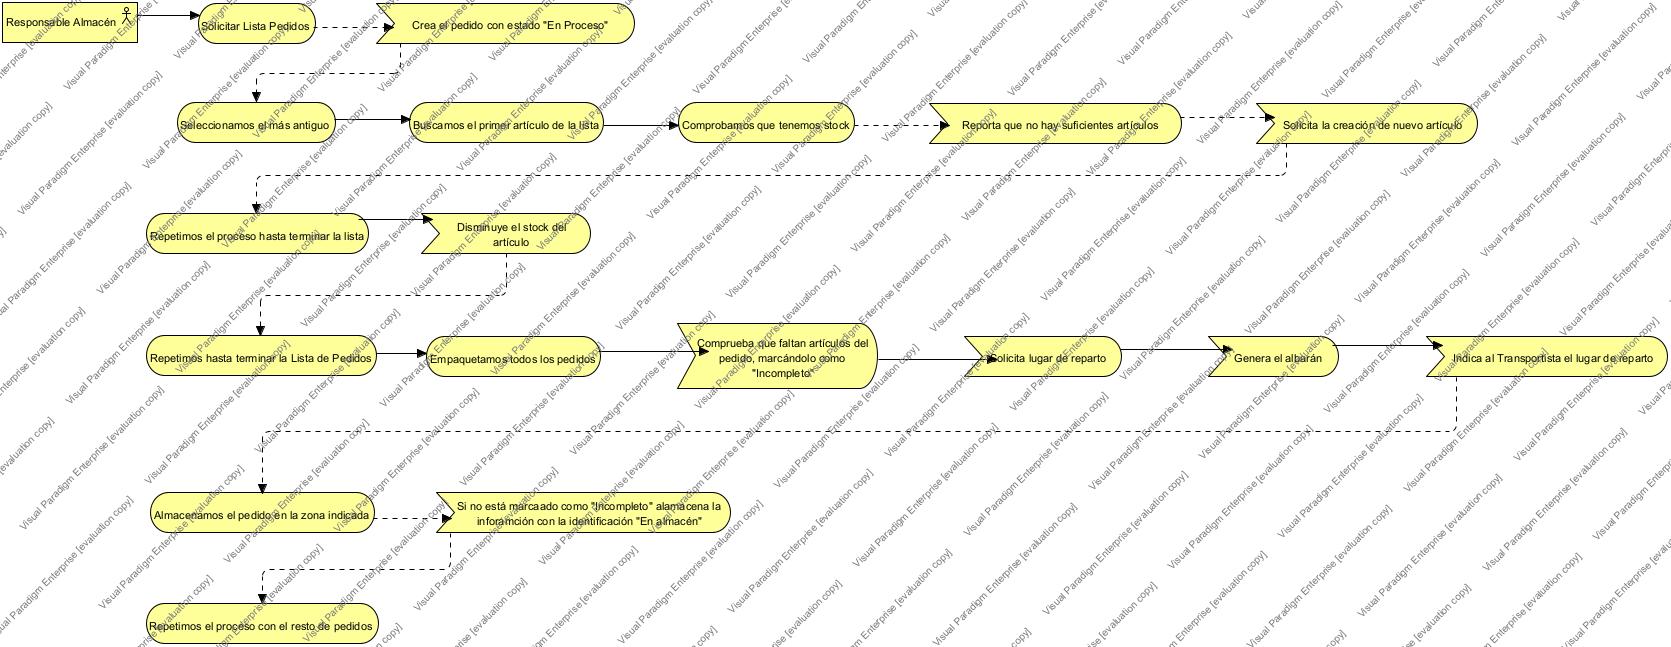 Responsable Almacén
Solicitar Lista Pedidos
Crea el pedido con estado "En Proceso"
Seleccionamos el más antiguo
Buscamos el primer artículo de la lista
Comprobamos que tenemos stock
Reporta que no hay suficientes artículos
Solicita la creación de nuevo artículo
Repetimos el proceso hasta terminar la lista
Disminuye el stock del
artículo
Repetimos hasta terminar la Lista de Pedidos
Empaquetamos todos los pedidos
Comprueba que faltan artículos del
pedido, marcándolo como
"Incompleto"
Solicita lugar de reparto
Genera el albarán
Indica al Transportista el lugar de reparto
Almacenamos el pedido en la zona indicada
Si no está marcaado como "Incompleto" alamacena la
inforamción con la identificación "En almacén"
Repetimos el proceso con el resto de pedidos
Visual Paradigm Enterprise [evaluation copy]